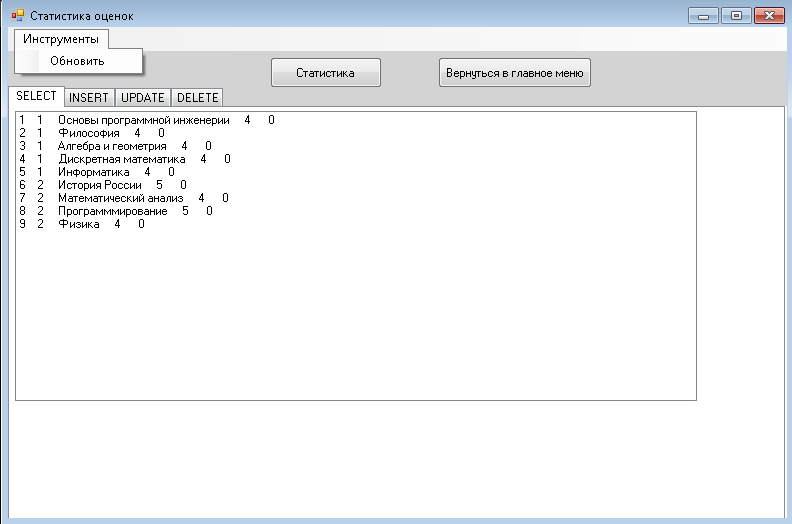 Статистика оценок
Инструменты
Обновить
Статистика
Вернуться в главное меню
SELECT INSERT UPDATE DELETE
1 1 Основы программной инженерии 4 0
2 1 Философия 4 0
3 1 Алгебра и геометрия 4 0
4 1 Дискретная математика 4 0
5 1 Информатика 4 0
6 2 История России 5 0
7 2 Математический анализ 4 0
8 2 Программмирование 5 0
9 2 Физика 4 0